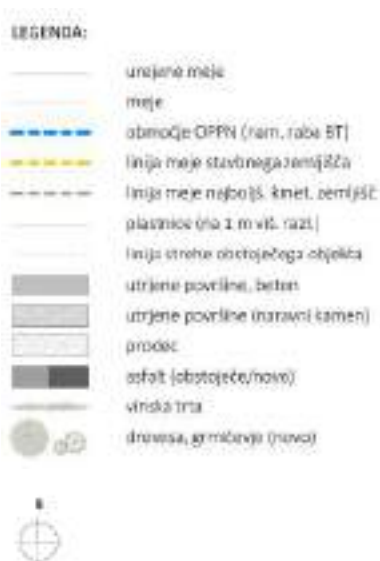 LEGENDA:
urejene meje
meje
območje OPPN (nam. raba BT)
linija meje stavbnega zemljišča
linija meje najboljš. kmet. zemljišč
plastnice (na 1 m viš. razl.)
linija strehe obstoječega objekta
utrjene površine, beton
utrjene površine (naravni kamen)
prodec
asfalt (obstoječe/novo)
vinska trta
drevesa, grmičevje (novo)